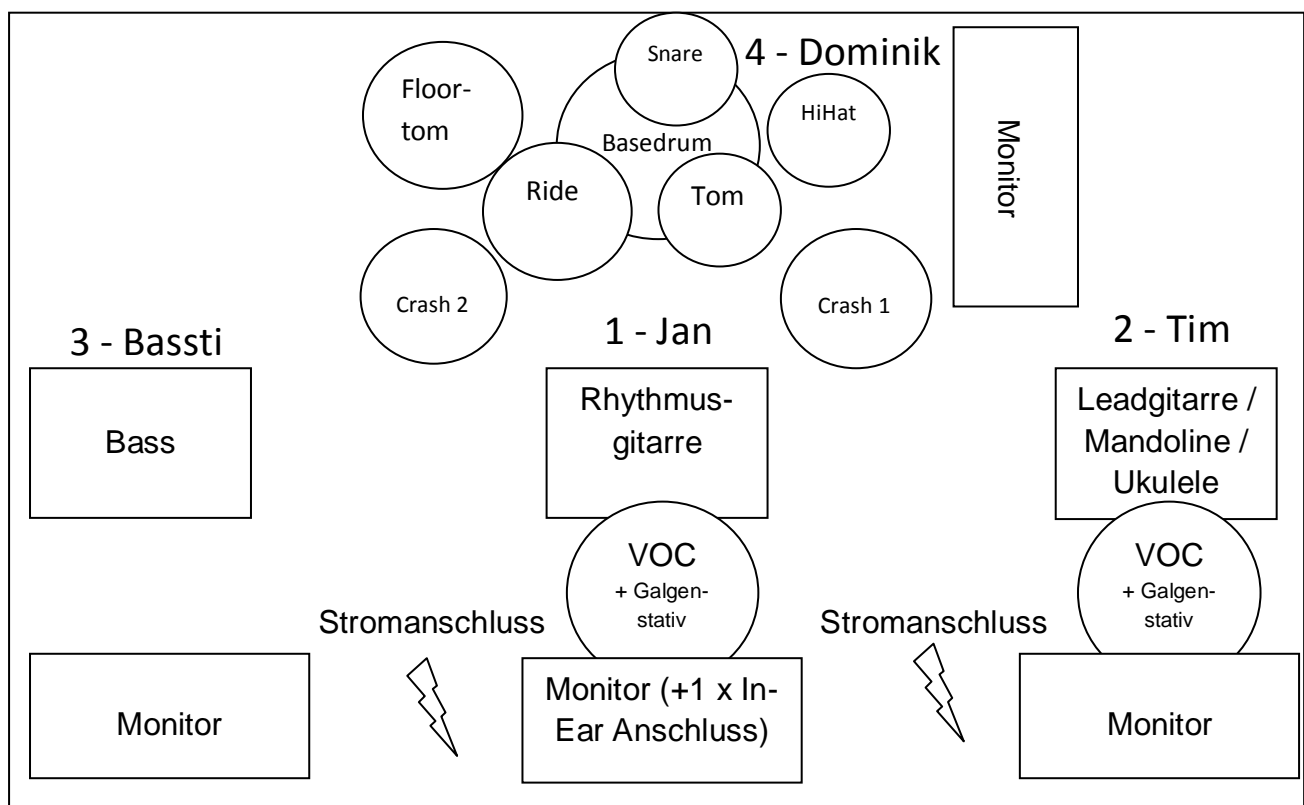 4 - Dominik
Snare
Floor-
tom
HiHat
Basedrum
Monitor
Ride
Tom
Crash 2
Crash 1
3 - Bassti
1 - Jan
2 - Tim
Bass
Rhythmus-
gitarre
Leadgitarre /
Mandoline /
Ukulele
VOC
+ Galgen-
stativ
VOC
+ Galgen-
stativ
Stromanschluss
Stromanschluss
Monitor
Monitor (+1 x In-
Ear Anschluss)
Monitor